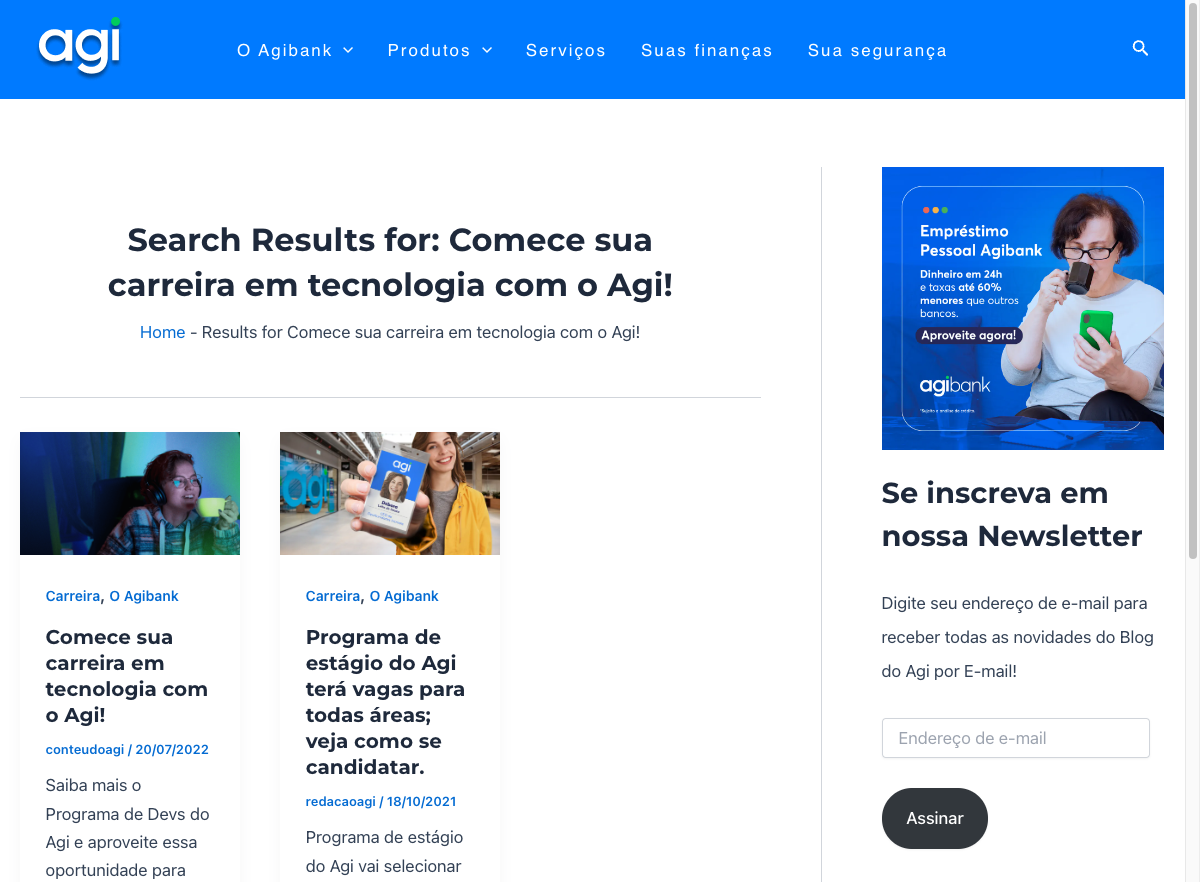 agi
O Agibank
Produtos
Serviços
Suas finanças
Sua segurança
Search Results for: Comece sua
carreira em tecnologia com o Agi!
Home - Results for Comece sua carreira em tecnologia com o Agi!
Carreira, O Agibank
Comece sua
carreira em
tecnologia com
o Agi!
conteudoagi / 20/07/2022
Saiba mais o
Programa de Devs do
Agi e aproveite essa
oportunidade para
agi
agi
Carreira, O Agibank
Programa de
estágio do Agi
terá vagas para
todas áreas;
veja como se
candidatar.
redacaoagi / 18/10/2021
Programa de estágio
do Agi vai selecionar
Empréstimo
Pessoal Agibank
Dinheiro em 24h
e taxas até 60%
menores que outros
bancos.
Aproveite agora!
agibank
*Sujeito a análise de crédito.
Se inscreva em
nossa Newsletter
Digite seu endereço de e-mail para
receber todas as novidades do Blog
do Agi por E-mail!
Endereço de e-mail
Assinar